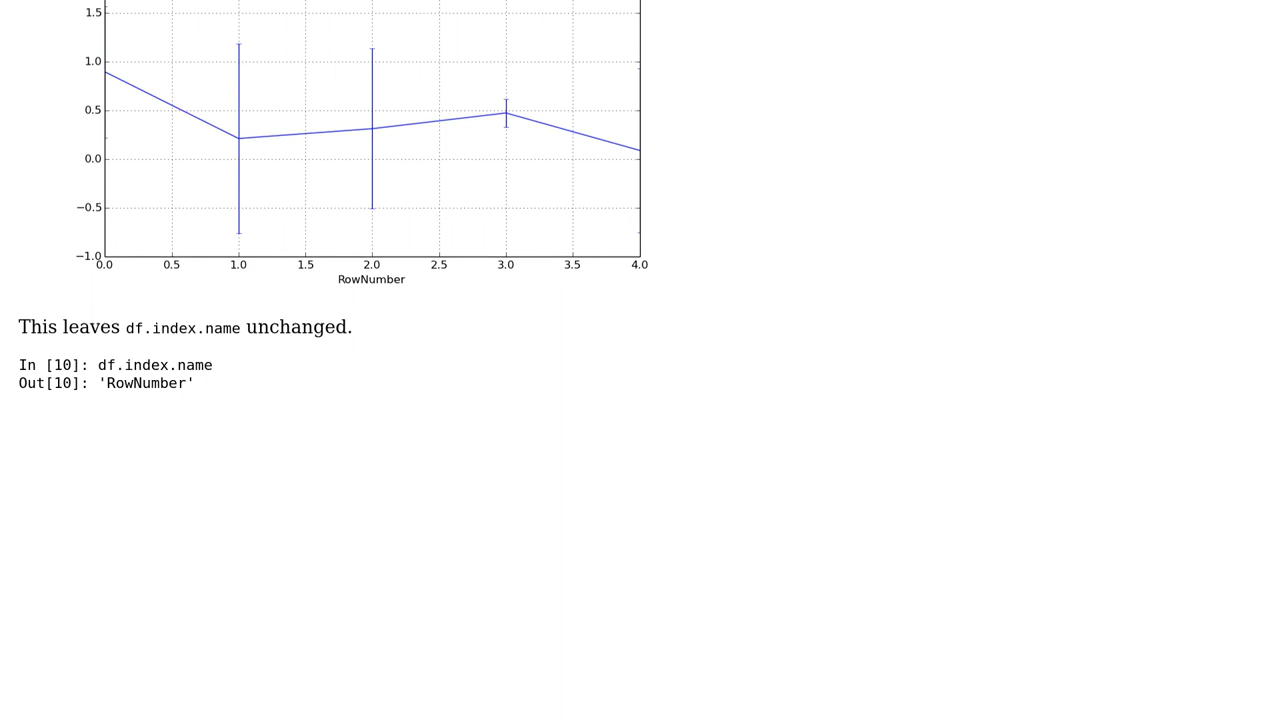 1.5
1.0
0.5
0.0
−0.5
−1.0
0.0 0.5 1.0 1.5 2.0 2.5 3.0 3.5 4.0
RowNumber
This leaves df.index.name unchanged.
In [10]: df.index.name
Out[10]: 'RowNumber'